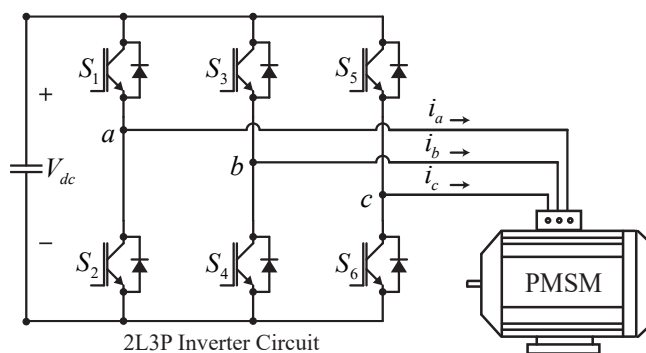 S1
S3
S5
+
ia
a
ib
b
Vdc
ic
c
−
S2
S4
S6
PMSM
2L3P Inverter Circuit